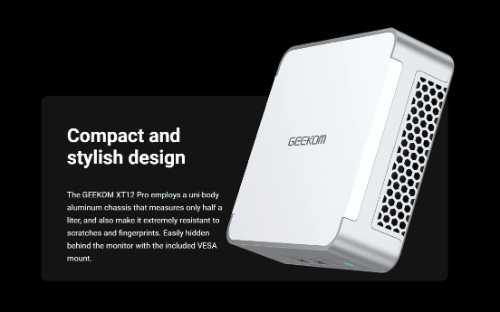 Compact and
stylish design
The GEEKOM XT12 Pro employs a uni-body
aluminum chassis that measures only half a
liter, and also make it extremely resistant to
scratches and fingerprints. Easily hidden
behind the monitor with the included VESA
mount.
GEEKOM